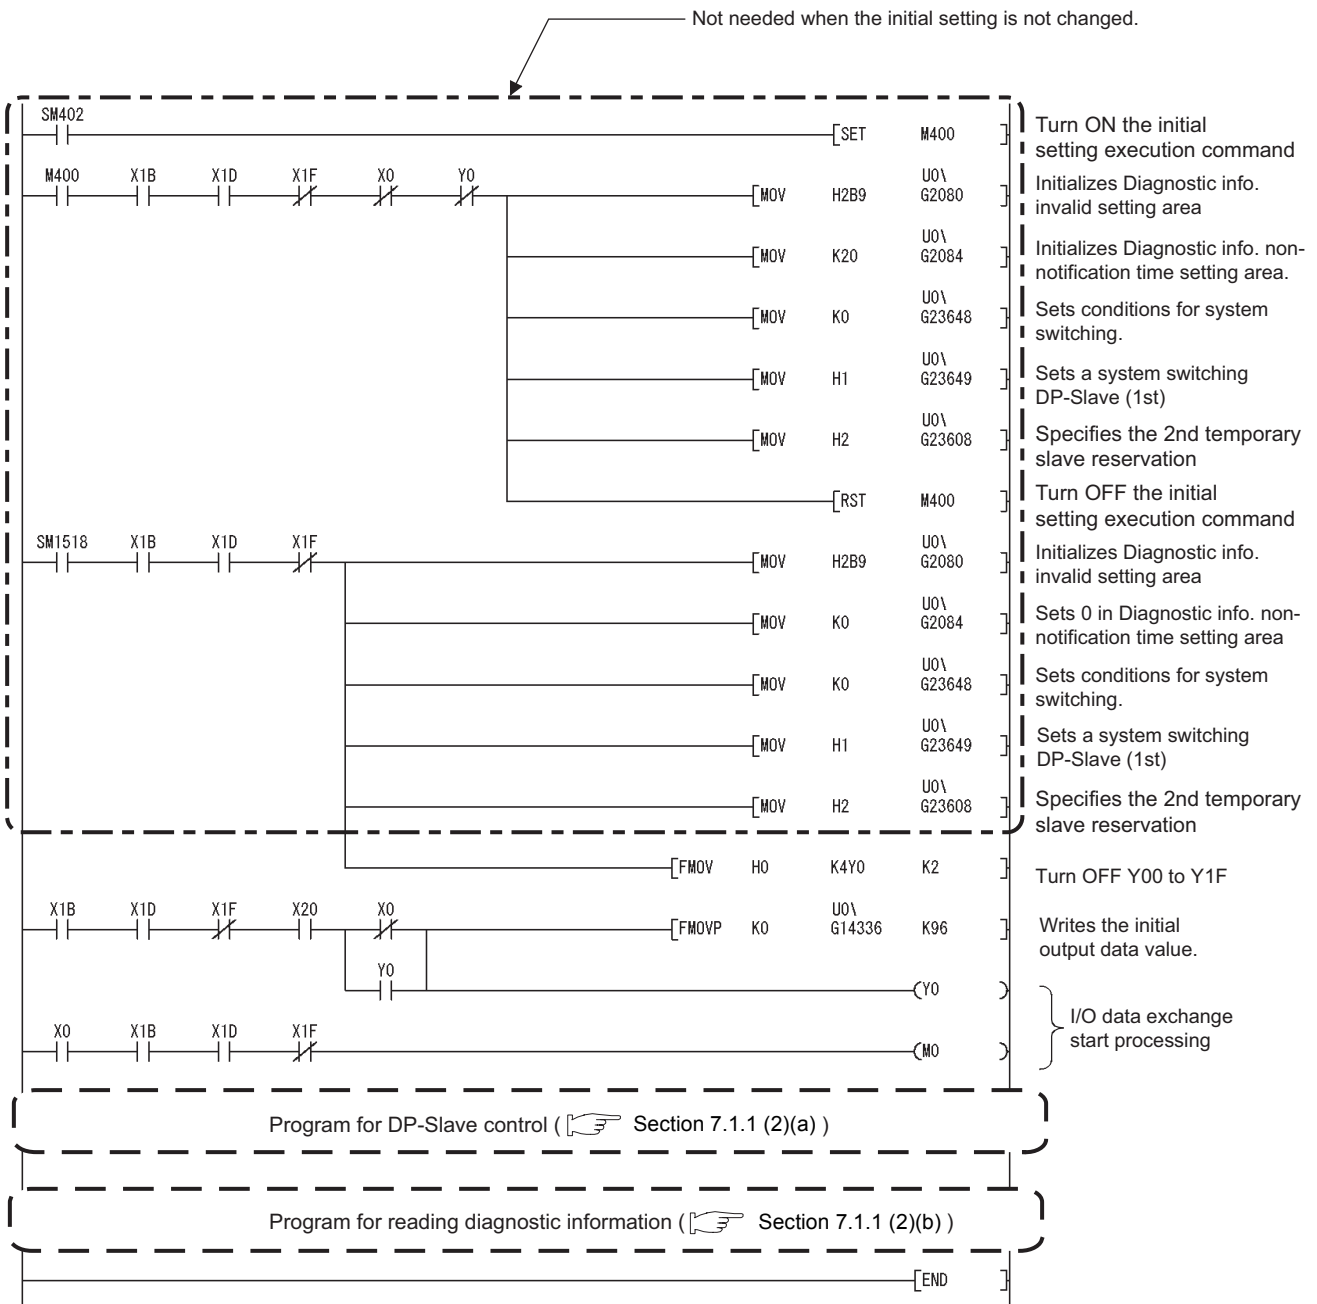 Not needed when the initial setting is not changed.
SM402
SET M400
Turn ON the initial
setting execution command
M400 X1B X1D X1F X0 Y0
MOV H2B9 U0\
G2080
Initializes Diagnostic info.
invalid setting area
MOV K20 U0\
G2084
Initializes Diagnostic info. non-
notification time setting area.
MOV K0 U0\
G23648
Sets conditions for system
switching.
MOV H1 U0\
G23649
Sets a system switching
DP-Slave (1st)
MOV H2 U0\
G23608
Specifies the 2nd temporary
slave reservation
RST M400
Turn OFF the initial
setting execution command
SM1518 X1B X1D X1F
MOV H2B9 U0\
G2080
Initializes Diagnostic info.
invalid setting area
MOV K0 U0\
G2084
Sets 0 in Diagnostic info. non-
notification time setting area
MOV K0 U0\
G23648
Sets conditions for system
switching.
MOV H1 U0\
G23649
Sets a system switching
DP-Slave (1st)
MOV H2 U0\
G23608
Specifies the 2nd temporary
slave reservation
FMOV H0 K4Y0 K2
Turn OFF Y00 to Y1F
X1B X1D X1F X20 X0
FMOVP K0 U0\
G14336 K96
Writes the initial
output data value.
Y0
Y0
I/O data exchange
start processing
X0 X1B X1D X1F
M0
Program for DP-Slave control ( Section 7.1.1 (2)(a) )
Program for reading diagnostic information ( Section 7.1.1 (2)(b) )
END